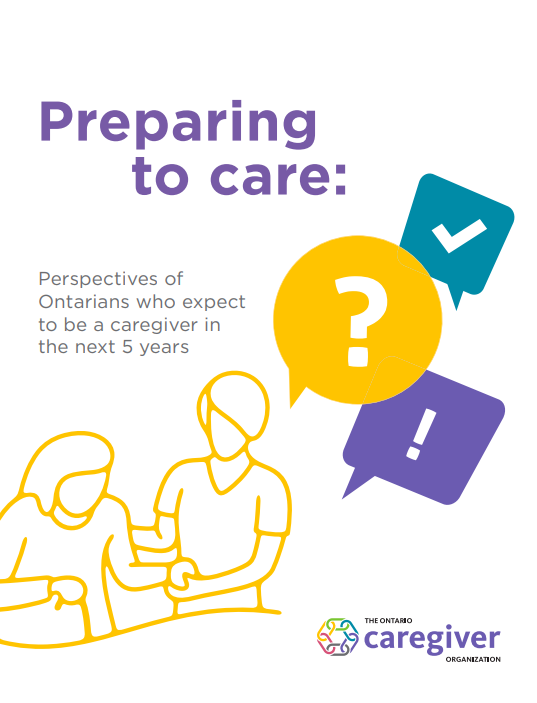 Preparing
to care:
Perspectives of
Ontarians who expect
to be a caregiver in
the next 5 years
?
!
THE ONTARIO
caregiver
ORGANIZATION